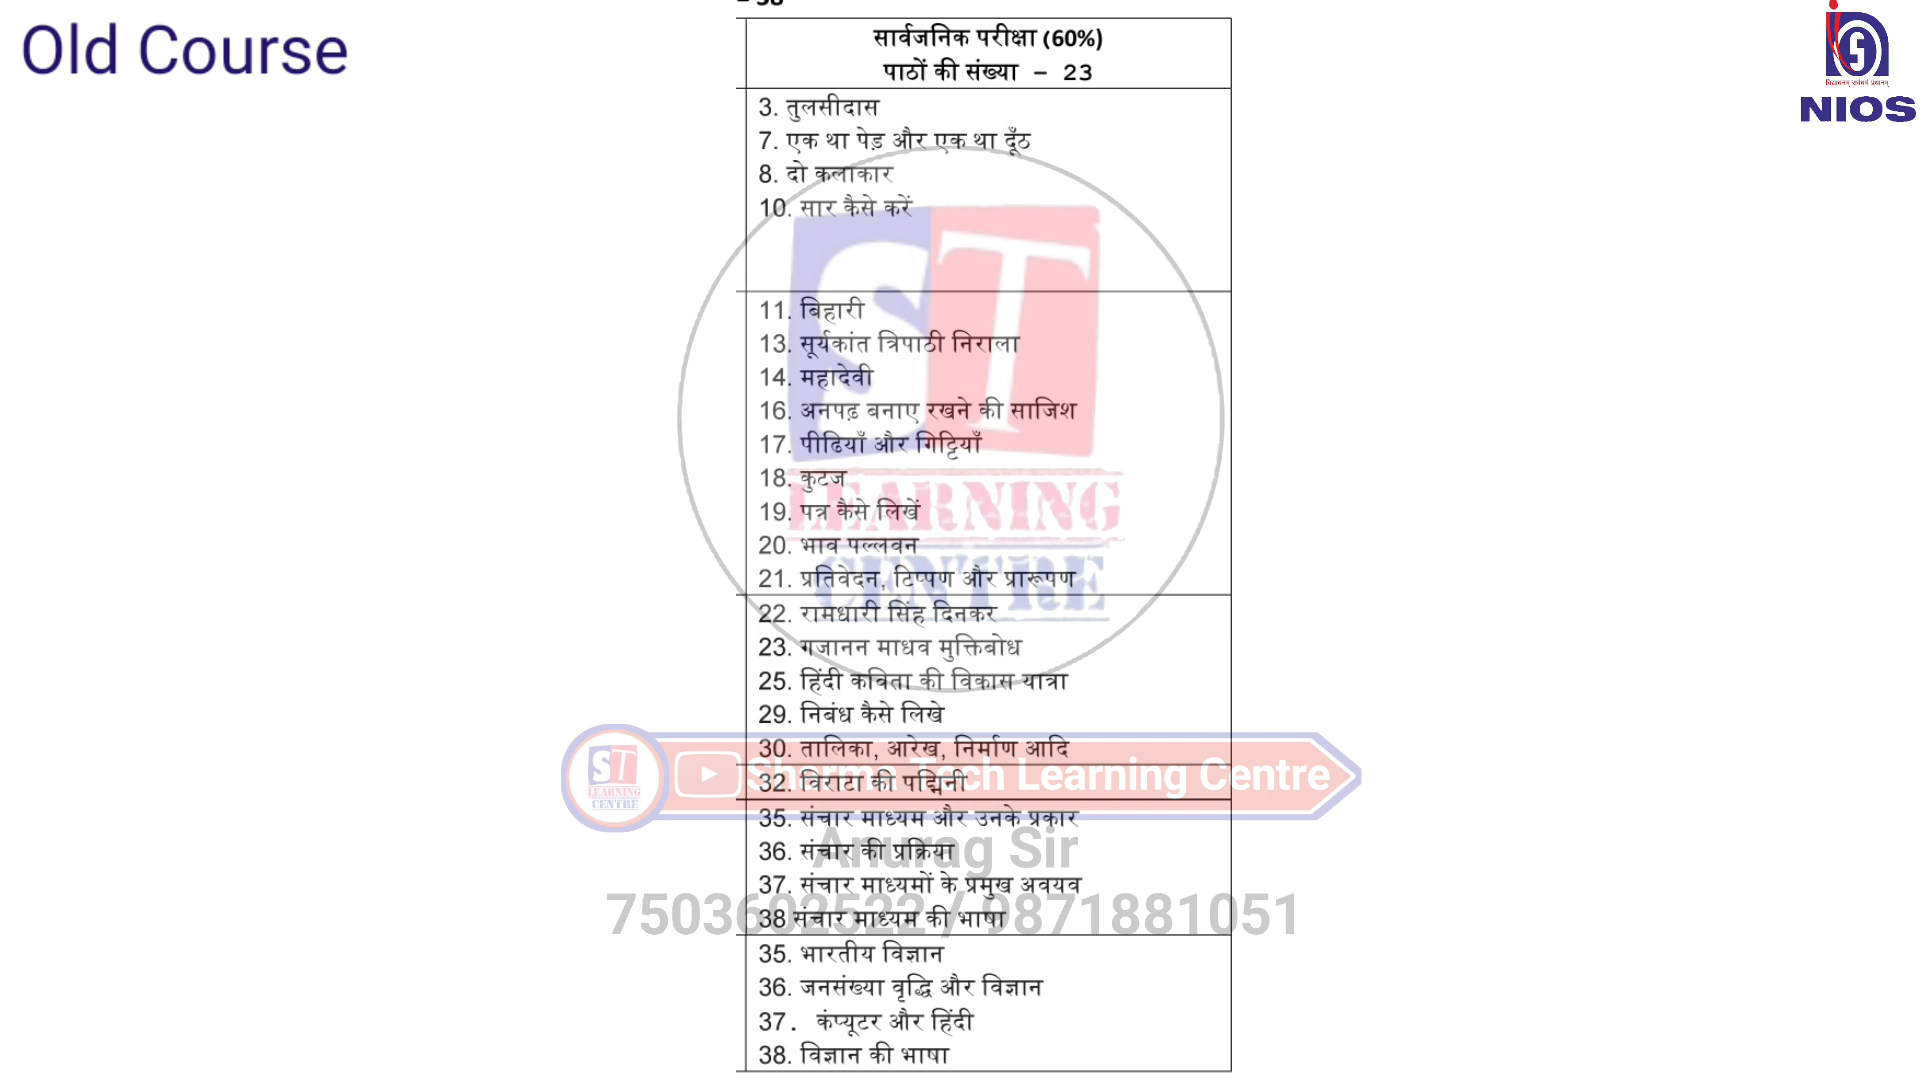 – 38
Old Course
सार्वजनिक परीक्षा (60%)
पाठों की संख्या – 23
NIOS
3. तुलसीदास
7. एक था पेड़ और एक था दूँठ
8. दो कलाकार
10. सार कैसे करें
ST
11. बिहारी
13. सूर्यकांत त्रिपाठी निराला
14. महादेवी
16. अनपढ़ बनाए रखने की साजिश
17. पीढियाँ और गिट्टियाँ
18. कुटज
LEARNING
19. पत्र कैसे लिखें
20. भाव पल्लवन
CENTRE
21. प्रतिवेदन, टिप्पण और प्रारूपण
22. रामधारी सिंह दिनकर
23. गजानन माधव मुक्तिबोध
25. हिंदी कविता की विकास यात्रा
29. निबंध कैसे लिखे
30. तालिका, आरेख, निर्माण आदि
ST LEARNING CENTRE
Sharma Tech Learning Centre
32. विराटा की पद्मिनी
35. संचार माध्यम और उनके प्रकार
Anurag Sir
36. संचार की प्रक्रिया
37. संचार माध्यमों के प्रमुख अवयव
7503602522 / 9871881051
38 संचार माध्यम की भाषा
35. भारतीय विज्ञान
36. जनसंख्या वृद्धि और विज्ञान
37. कंप्यूटर और हिंदी
38. विज्ञान की भाषा